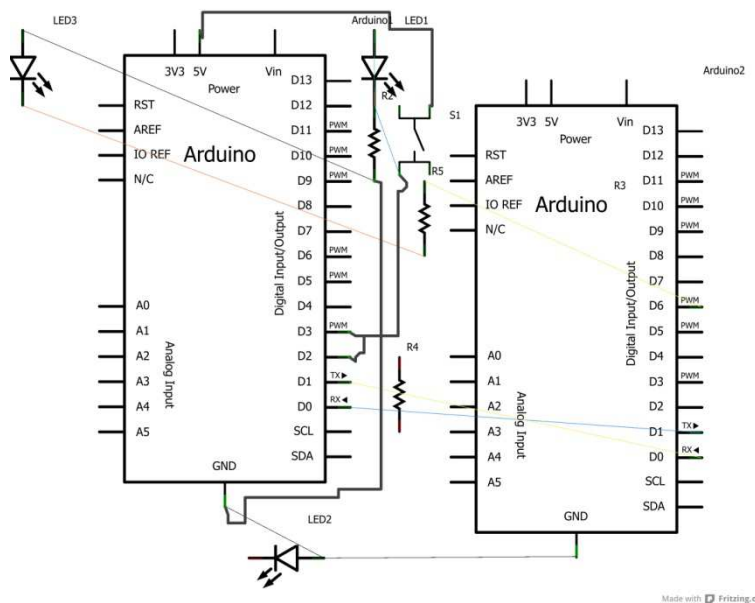 LED3
Arduino1
LED1
3V3
5V
Vin
Power
RST
AREF
IO REF
N/C
Arduino
D13
D12
D11
PWM
D10
PWM
D9
PWM
D8
D7
D6
PWM
D5
PWM
D4
D3
PWM
D2
D1
TX
D0
RX
SCL
SDA
Digital Input/Output
A0
A1
A2
A3
A4
A5
Analog Input
GND
R2
S1
R5
R4
LED2
Arduino2
3V3
5V
Vin
Power
RST
AREF
IO REF
N/C
R3
Arduino
D13
D12
D11
PWM
D10
PWM
D9
PWM
D8
D7
D6
PWM
D5
PWM
D4
D3
PWM
D2
D1
TX
D0
RX
SCL
SDA
Digital Input/Output
A0
A1
A2
A3
A4
A5
Analog Input
GND
Made with Fritzing.o